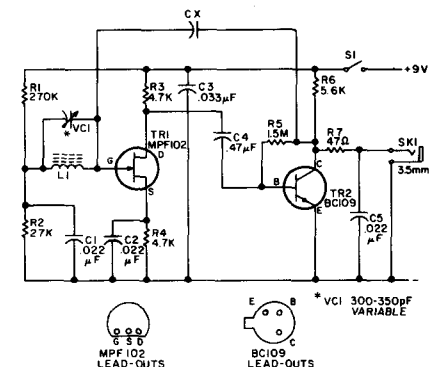 CX
S1
+9V
R1
270K
R3
4.7K
C3
.033μF
R6
5.6K
VC1
*
TR1
MPF102
D
G
S
L1
C4
.47μF
R5
1.5M
R7
47Ω
SK1
3.5mm
C
B
E
TR2
BC109
R2
27K
C1
.022
μF
C2
.022
μF
R4
4.7K
C5
.022
μF
-
* VC1 300-350pF
VARIABLE
G S D
MPF 102
LEAD-OUTS
E B
C
BC109
LEAD-OUTS